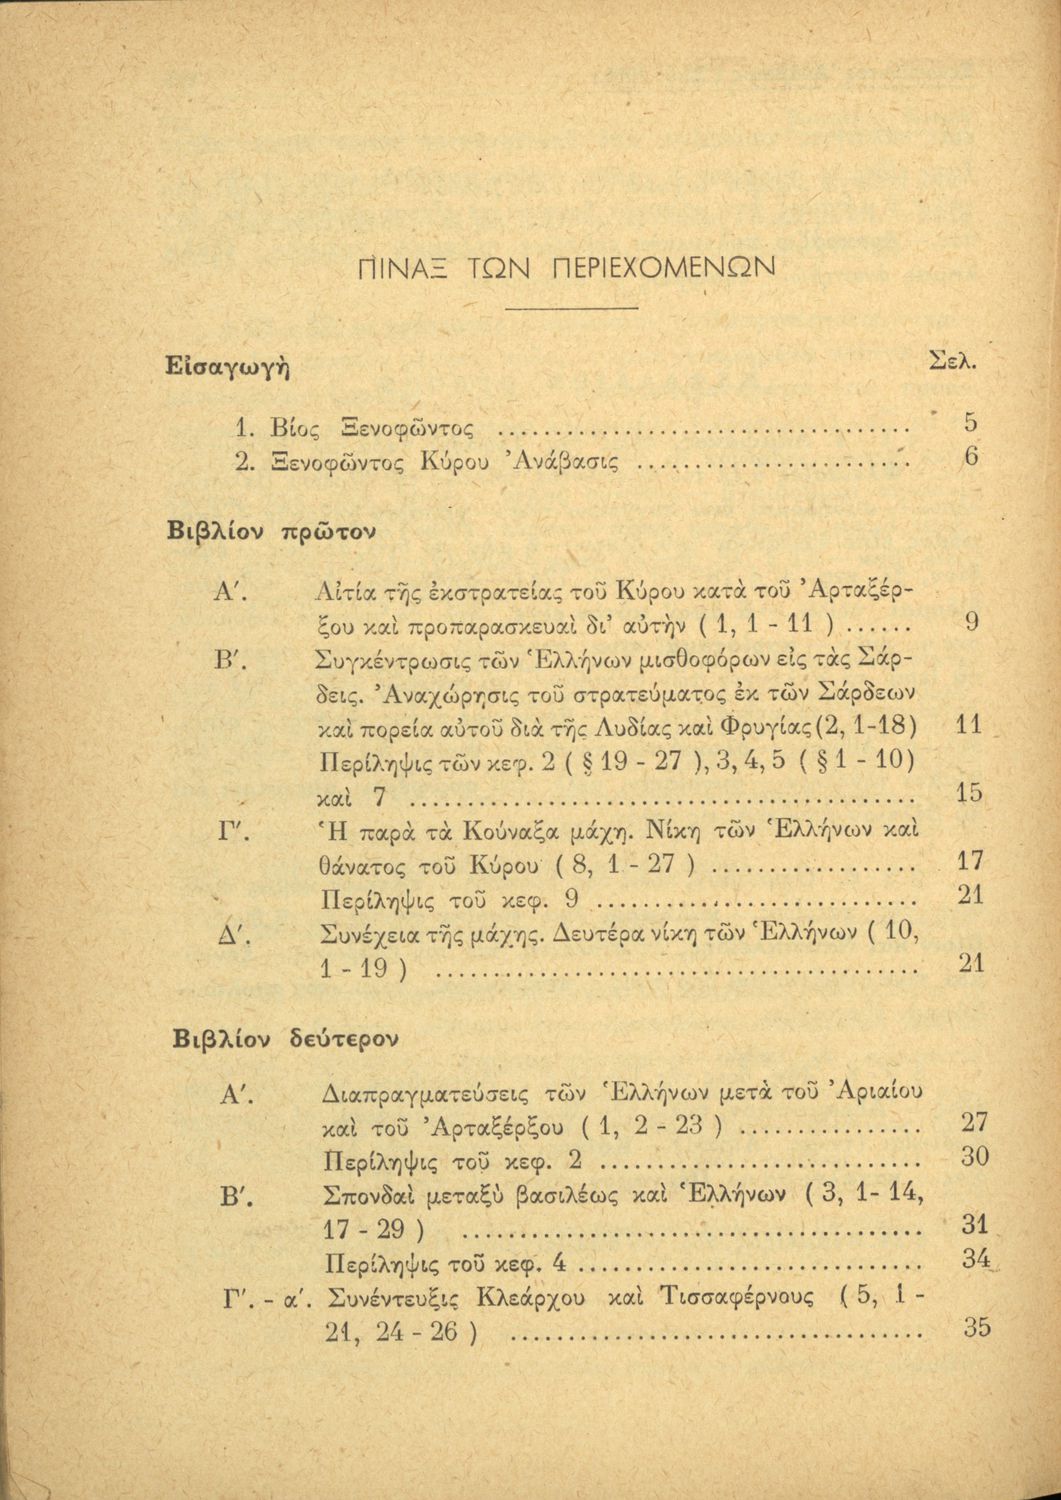 ΠΙΝΑΞ ΤΩΝ ΠΕΡΙΕΧΟΜΕΝΩΝ
Εἰσαγωγὴ Σελ.
1. Βίος Ξενοφῶντος .................................... 5
2. Ξενοφῶντος Κύρου Ἀνάβασις ........................ 6
Βιβλίον πρῶτον
Α′. Αἰτία τῆς ἐκστρατείας τοῦ Κύρου κατὰ τοῦ Ἀρταξέρ-
ξου καὶ προπαρασκευαὶ δι' αὐτὴν ( 1, 1 - 11 ) ...... 9
Β′. Συγκέντρωσις τῶν Ἑλλήνων μισθοφόρων εἰς τὰς Σάρ-
δεις. Ἀναχώρησις τοῦ στρατεύματος ἐκ τῶν Σάρδεων
καὶ πορεία αὐτοῦ διὰ τῆς Λυδίας καὶ Φρυγίας (2, 1-18) 11
Περίληψις τῶν κεφ. 2 ( § 19 - 27 ), 3, 4, 5 ( § 1 - 10)
καὶ 7 ............................................ 15
Γ′. Ἡ παρὰ τὰ Κούναξα μάχη. Νίκη τῶν Ἑλλήνων καὶ
θάνατος τοῦ Κύρου ( 8, 1 - 27 ) .................. 17
Περίληψις τοῦ κεφ. 9 ............................ 21
Δ′. Συνέχεια τῆς μάχης. Δευτέρα νίκη τῶν Ἑλλήνων ( 10,
1 - 19 ) .......................................... 21
Βιβλίον δεύτερον
Α′. Διαπραγματεύσεις τῶν Ἑλλήνων μετὰ τοῦ Ἀριαίου
καὶ τοῦ Ἀρταξέρξου ( 1, 2 - 23 ) ................ 27
Περίληψις τοῦ κεφ. 2 ............................ 30
Β′. Σπονδαὶ μεταξὺ βασιλέως καὶ Ἑλλήνων ( 3, 1- 14,
17 - 29 ) ........................................ 31
Περίληψις τοῦ κεφ. 4 .............................. 34
Γ′. - α′. Συνέντευξις Κλεάρχου καὶ Τισσαφέρνους ( 5, 1 -
21, 24 - 26 ) .................................... 35